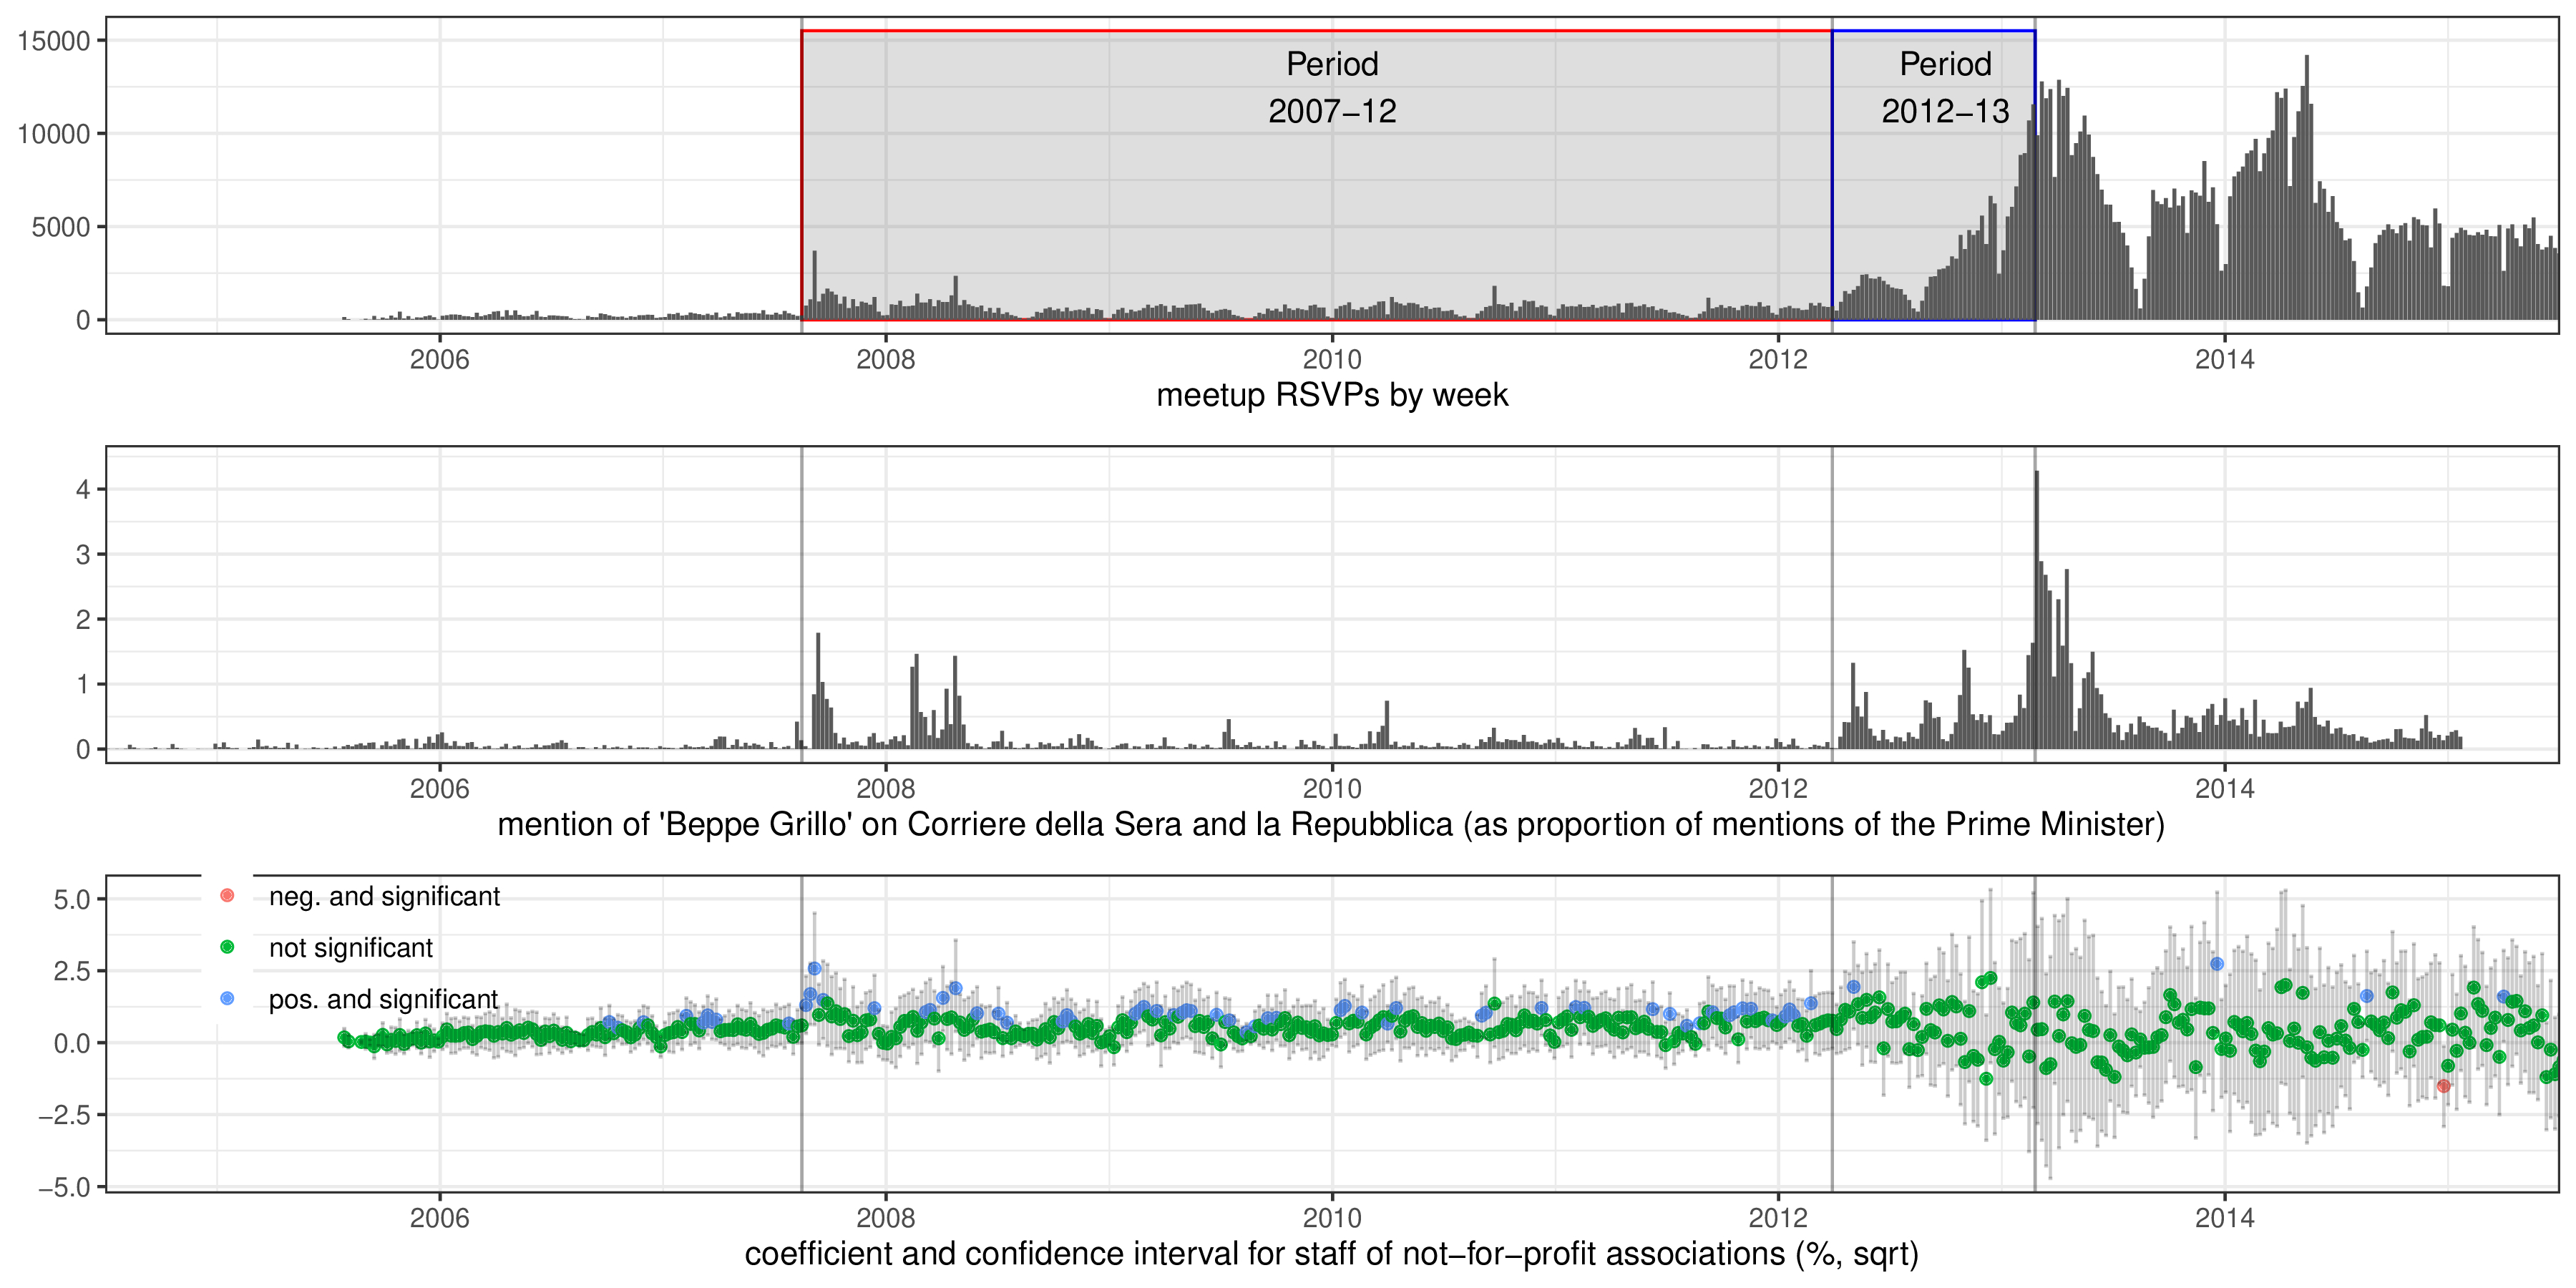 15000
10000
5000
0
Period
2007–12
Period
2012–13
2006 2008 2010 2012 2014
meetup RSVPs by week
4
3
2
1
0
2006 2008 2010 2012 2014
mention of 'Beppe Grillo' on Corriere della Sera and la Repubblica (as proportion of mentions of the Prime Minister)
5.0
2.5
0.0
−2.5
−5.0
neg. and significant
not significant
pos. and significant
2006 2008 2010 2012 2014
coefficient and confidence interval for staff of not−for−profit associations (%, sqrt)